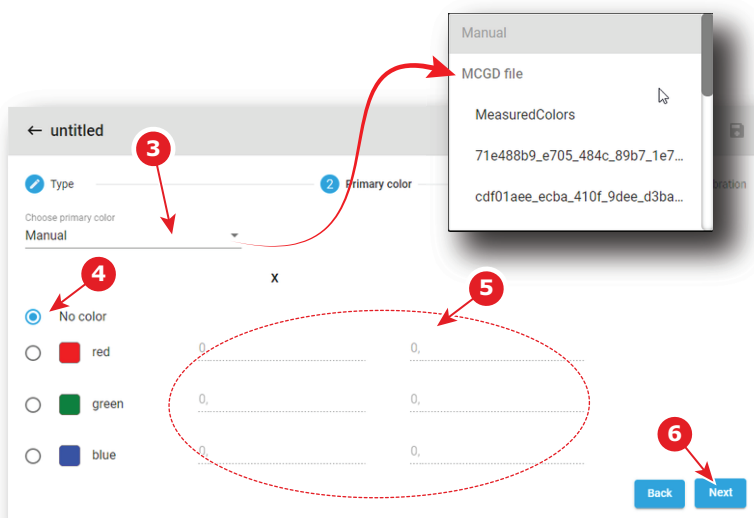 Manual
MCGD file
MeasuredColors
71e488b9_e705_484c_89b7_1e7...
cdf01aee_ecba_410f_9dee_d3ba...
← untitled
3
Type
2 Primary color
bration
Choose primary color
Manual
4
X
5
No color
red 0, 0,
green 0, 0,
blue 0, 0,
6
Back Next